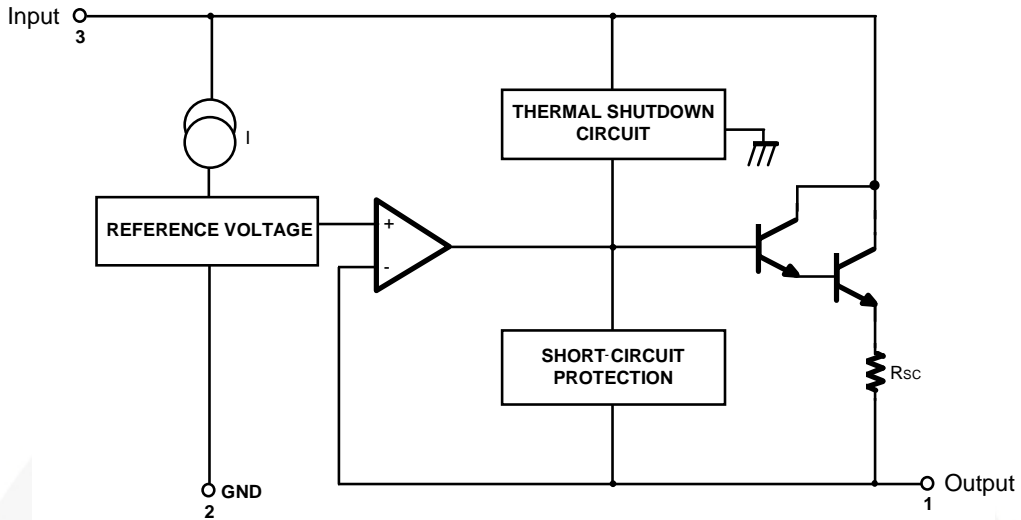 Input
3
THERMAL SHUTDOWN
CIRCUIT
I
REFERENCE VOLTAGE
+
-
SHORT-CIRCUIT
PROTECTION
Rsc
GND
2
Output
1